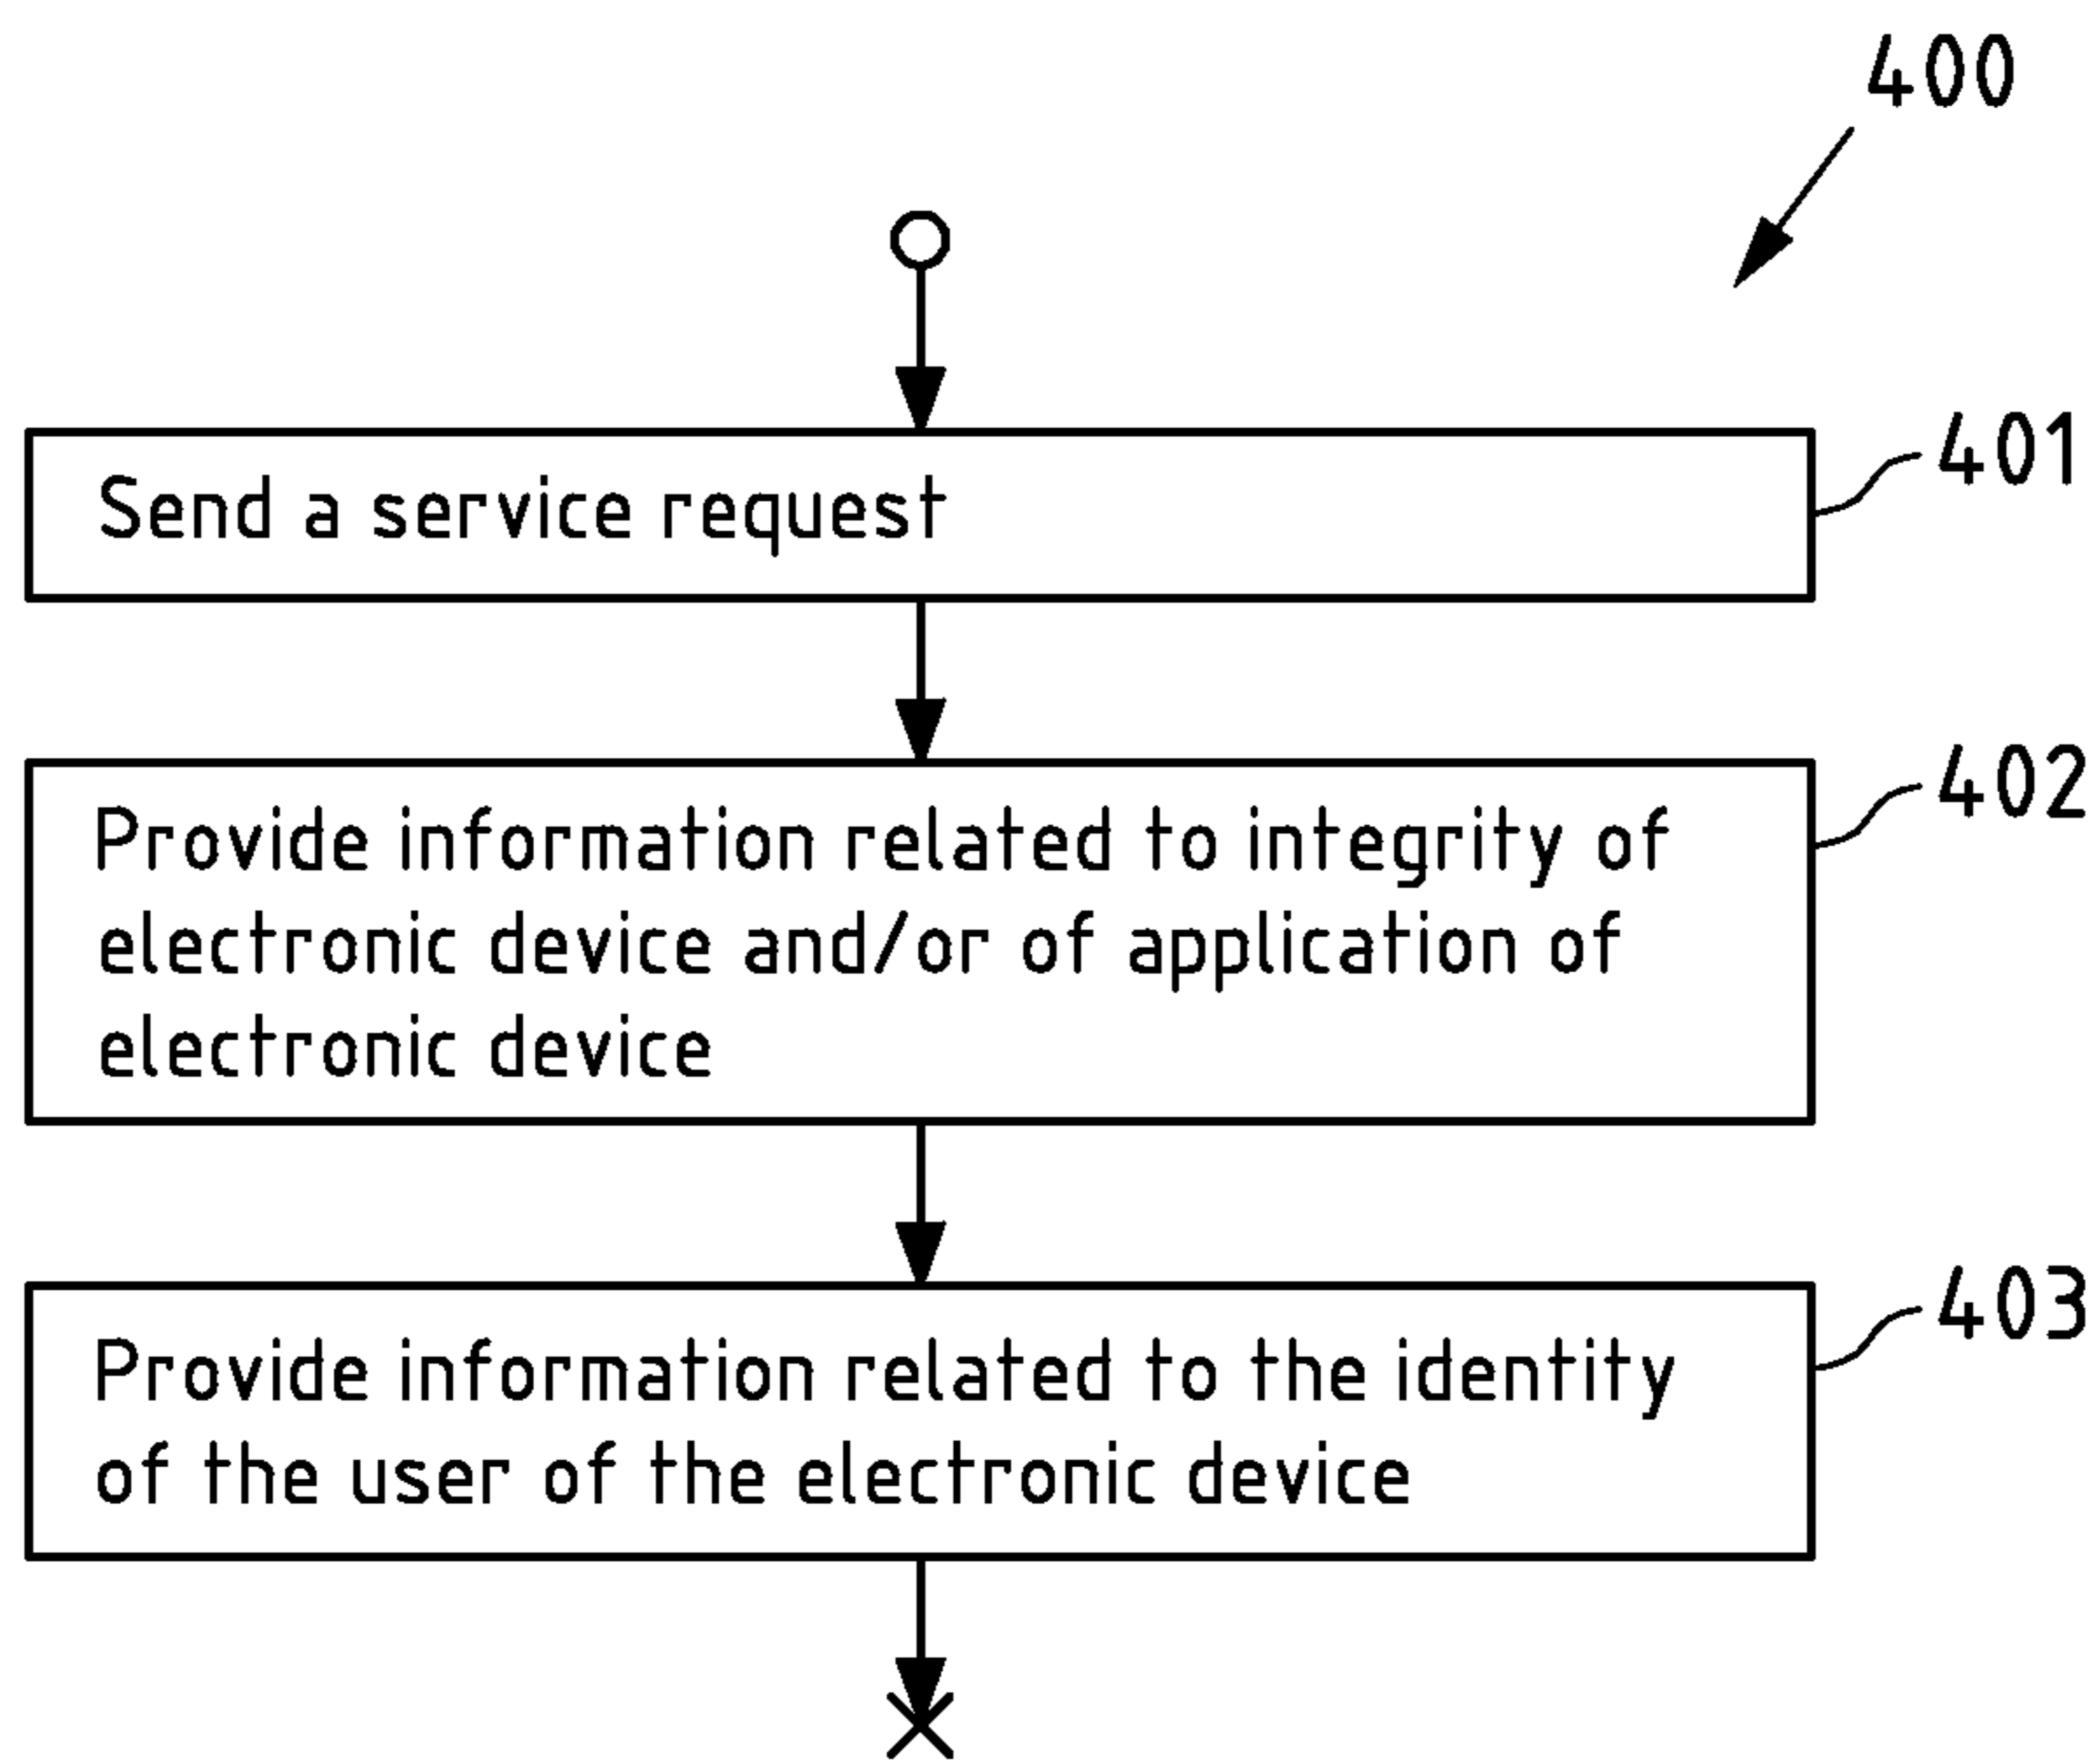 400
Send a service request
401
Provide information related to integrity of
electronic device and/or of application of
electronic device
402
Provide information related to the identity
of the user of the electronic device
403